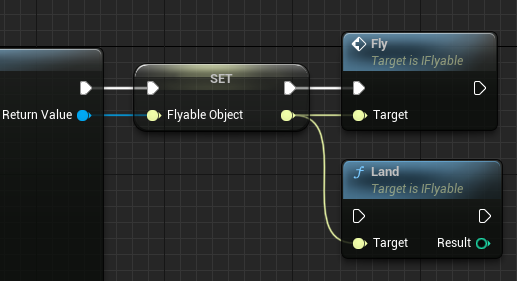 Return Value
SET
Flyable Object
Fly
Target is IFlyable
Target
f Land
Target is IFlyable
Target Result